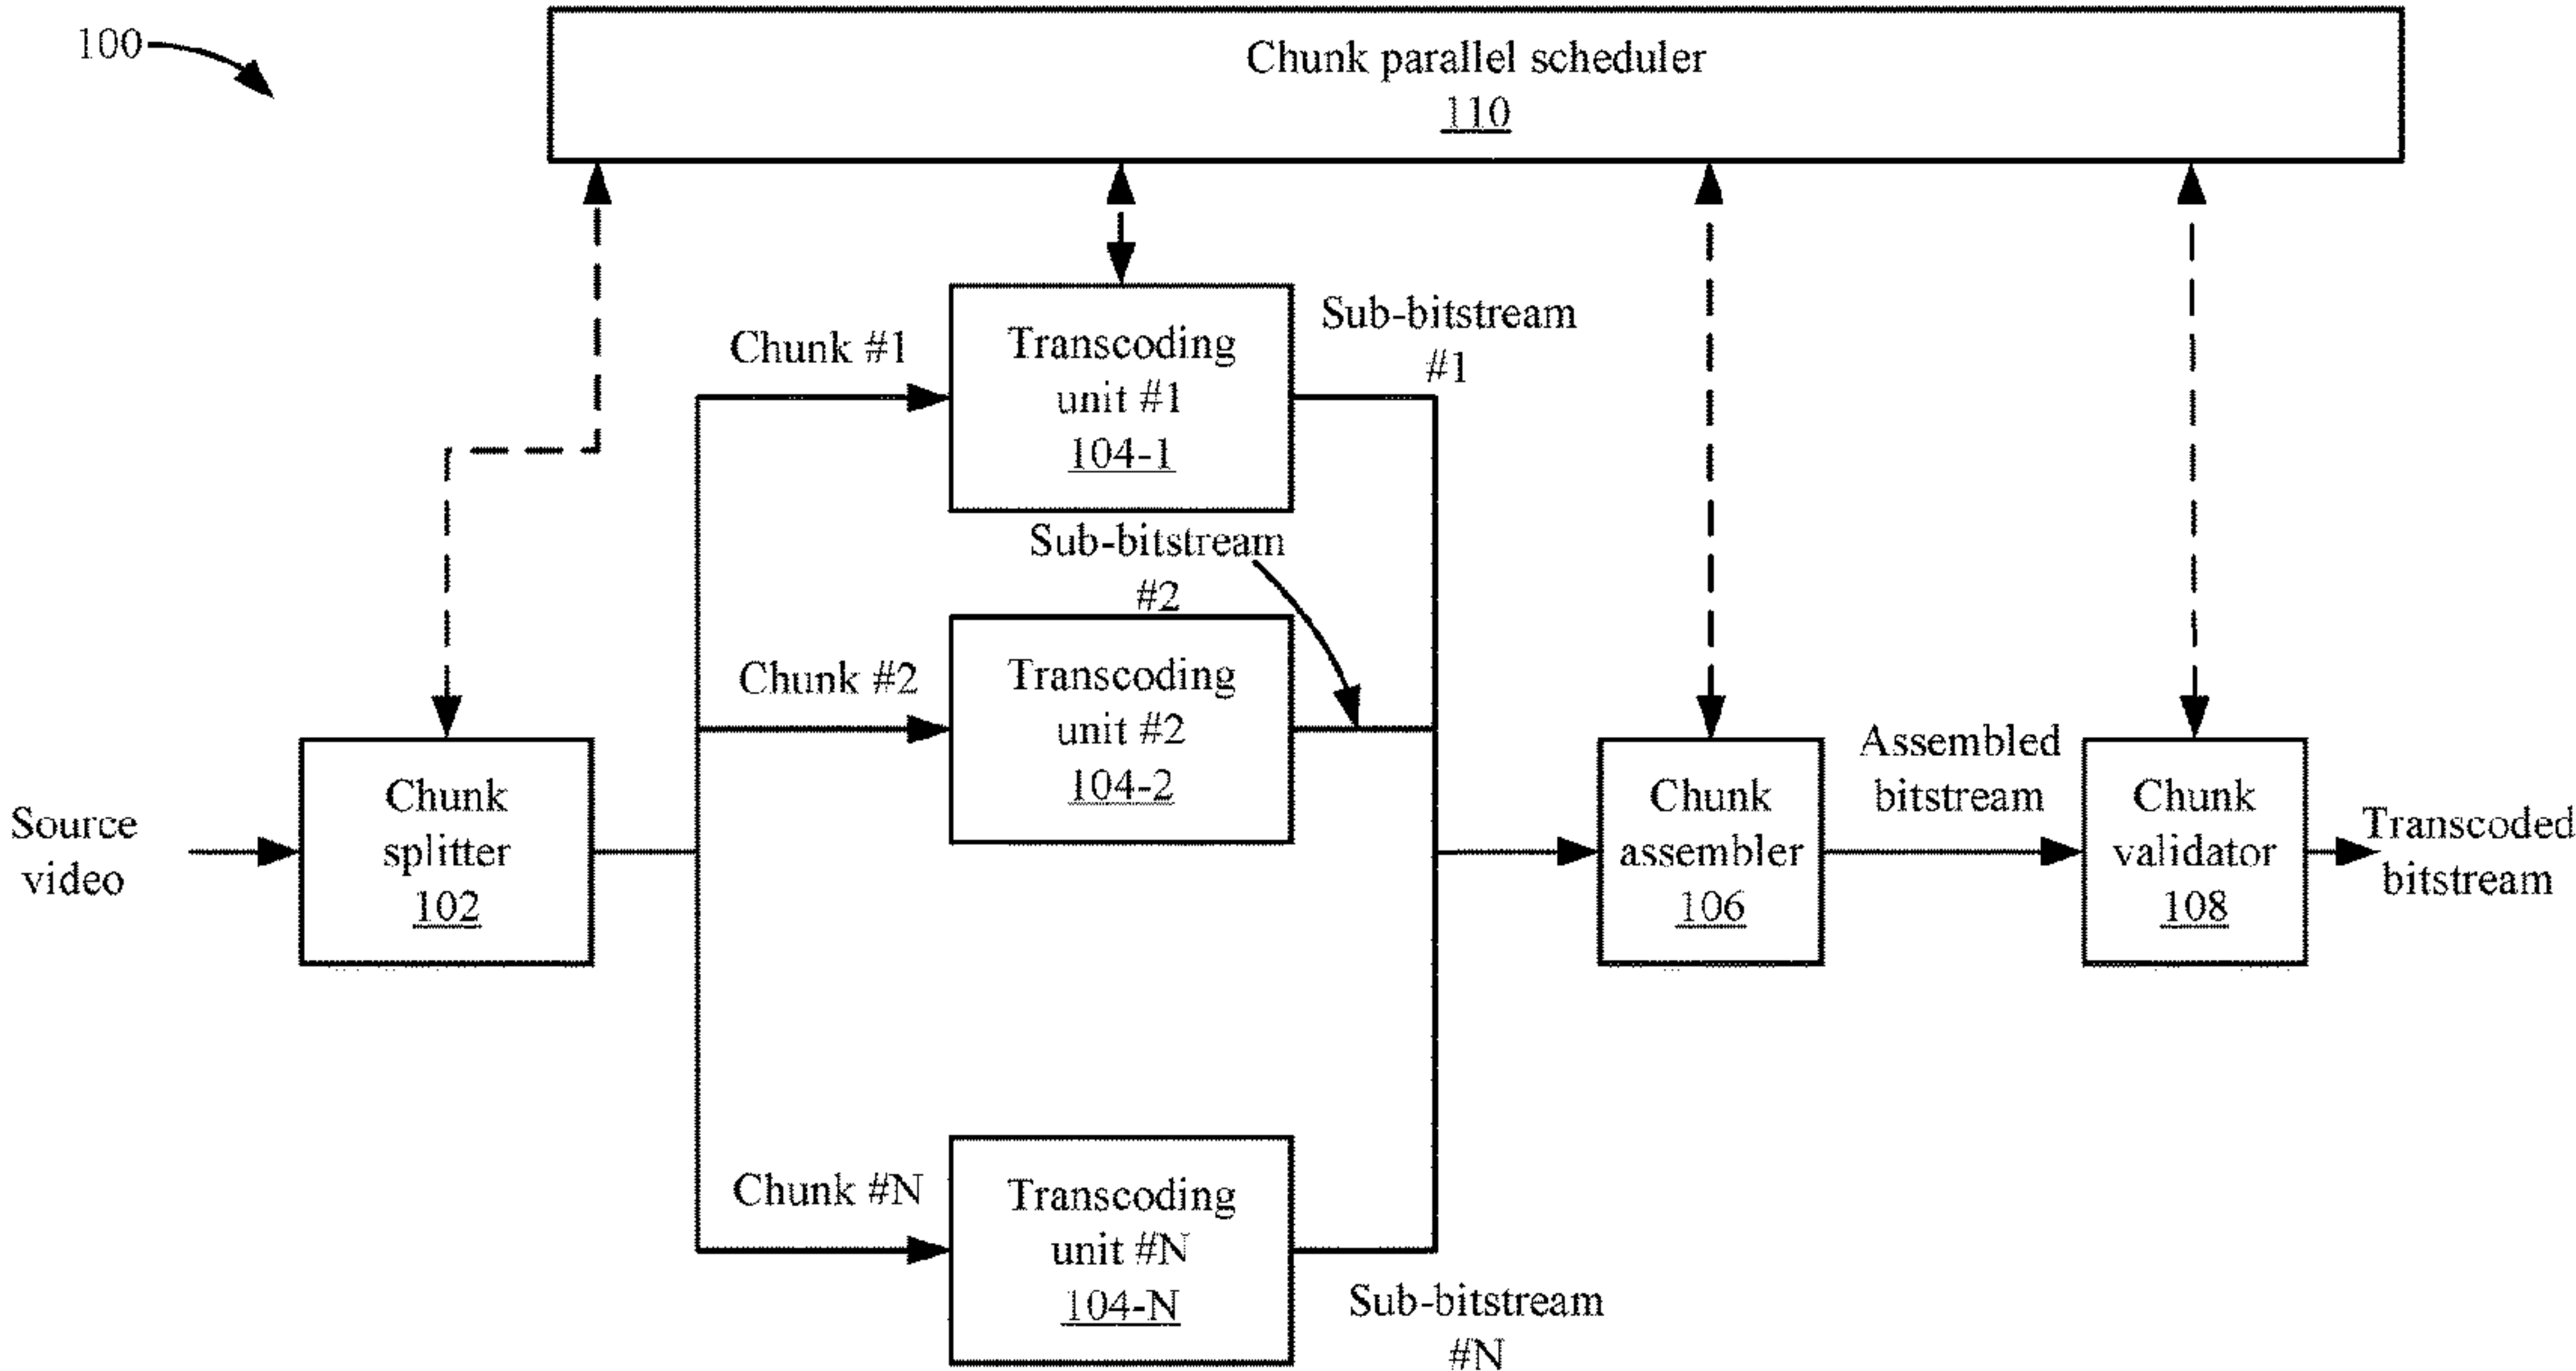 100
Chunk parallel scheduler
110
Chunk #1
Transcoding
unit #1
104-1
Sub-bitstream
#1
Sub-bitstream
#2
Chunk #2
Transcoding
unit #2
104-2
Source
video
Chunk
splitter
102
Chunk
assembler
106
Assembled
bitstream
Chunk
validator
108
Transcoded
bitstream
Chunk #N
Transcoding
unit #N
104-N
Sub-bitstream
#N